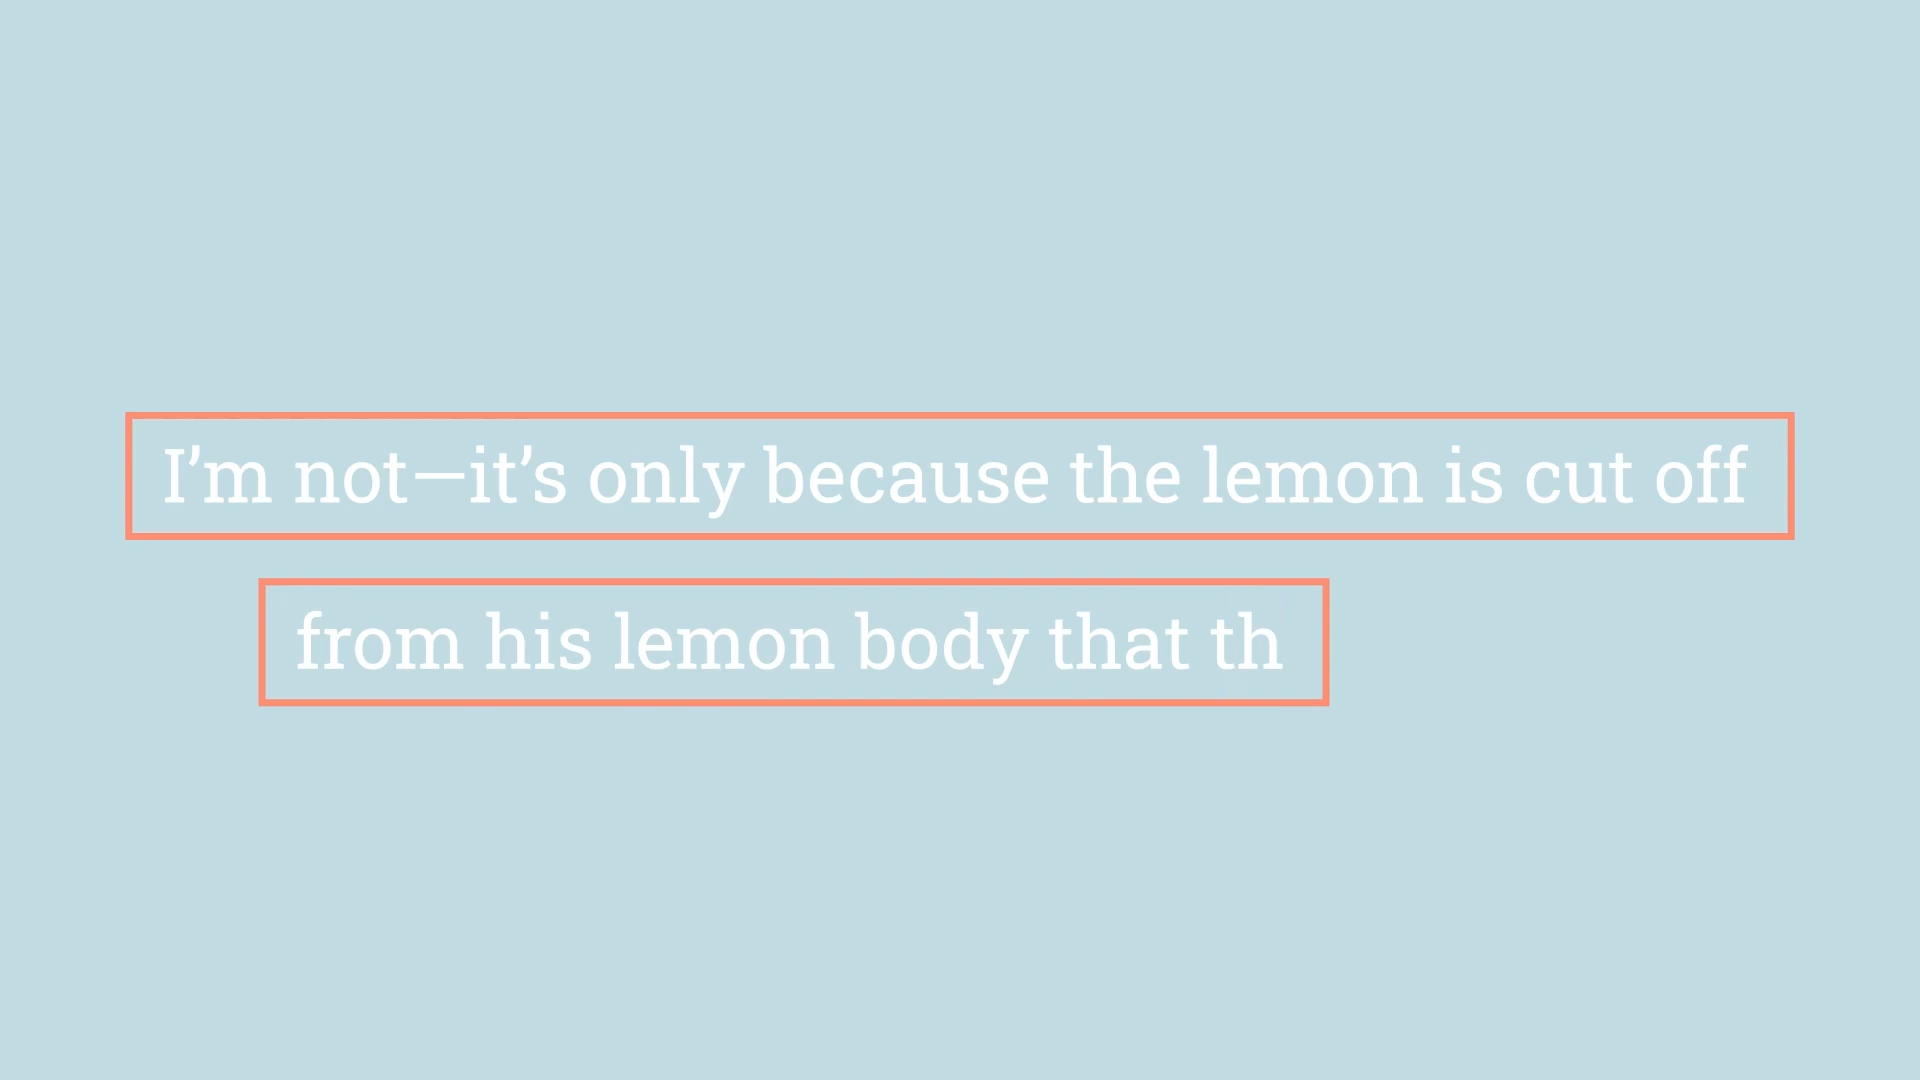 I’m not—it’s only because the lemon is cut off
from his lemon body that th